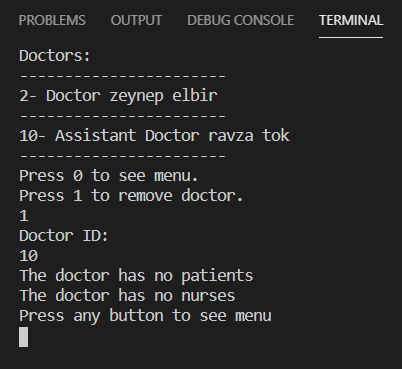 PROBLEMS OUTPUT DEBUG CONSOLE TERMINAL
Doctors:
-----------------------
2- Doctor zeynep elbir
-----------------------
10- Assistant Doctor ravza tok
-----------------------
Press 0 to see menu.
Press 1 to remove doctor.
1
Doctor ID:
10
The doctor has no patients
The doctor has no nurses
Press any button to see menu